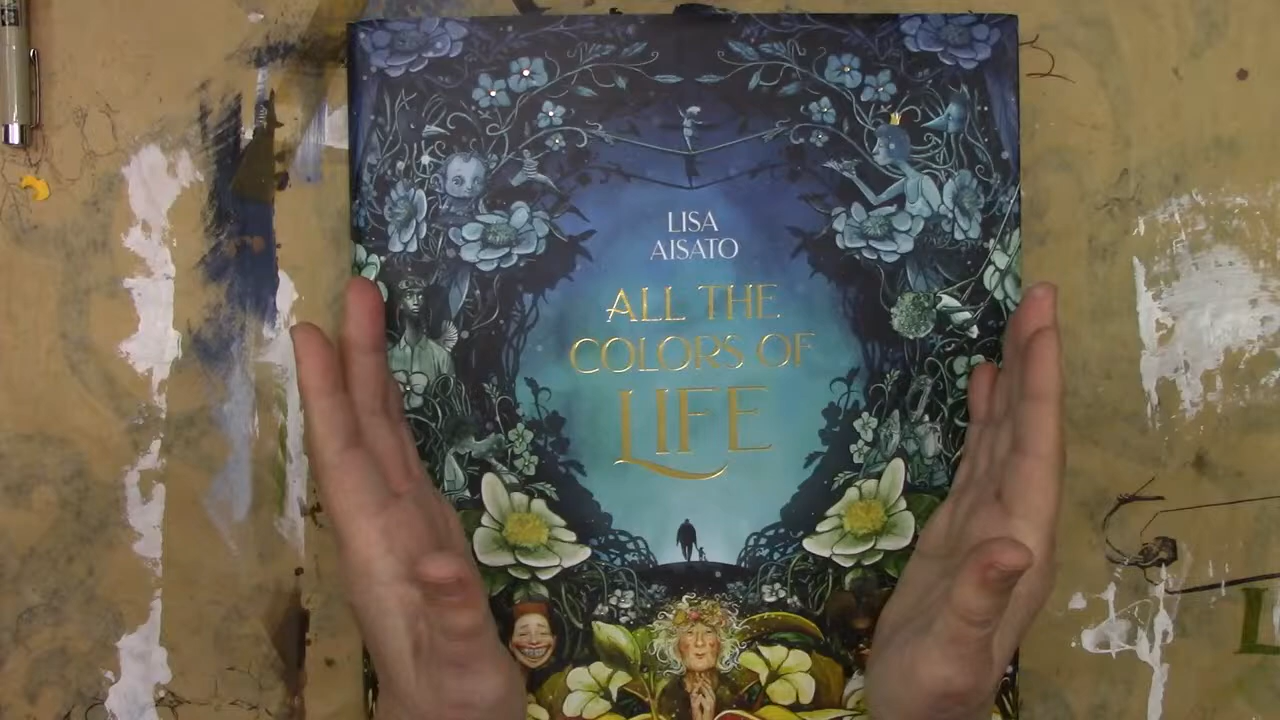 LISA
AISATO
ALL THE
COLORS OF
LIFE